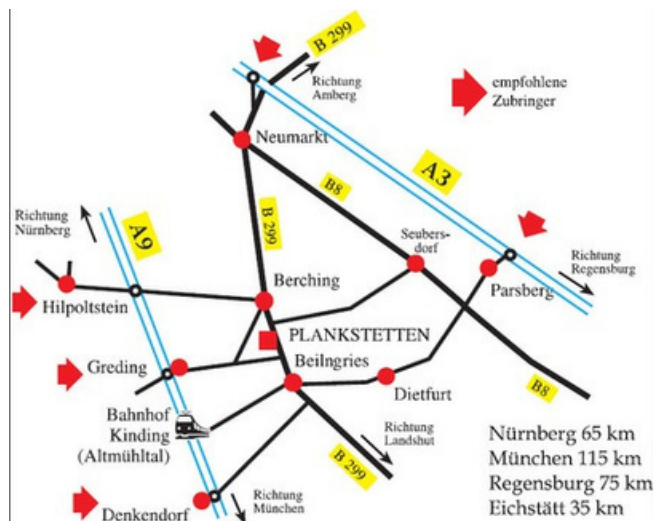 B 299
Richtung
Amberg
empfohlene
Zubringer
Neumarkt
A3
B8
Richtung
Nürnberg
A9
B 299
Seubers-
dorf
Richtung
Regensburg
Berching
Parsberg
Hilpoltstein
PLANKSTETTEN
Greding
Beilngries
B8
Dietfurt
Bahnhof
Kinding
(Altmühltal)
Richtung
Landshut
B 299
Nürnberg 65 km
München 115 km
Regensburg 75 km
Eichstätt 35 km
Richtung
München
Denkendorf